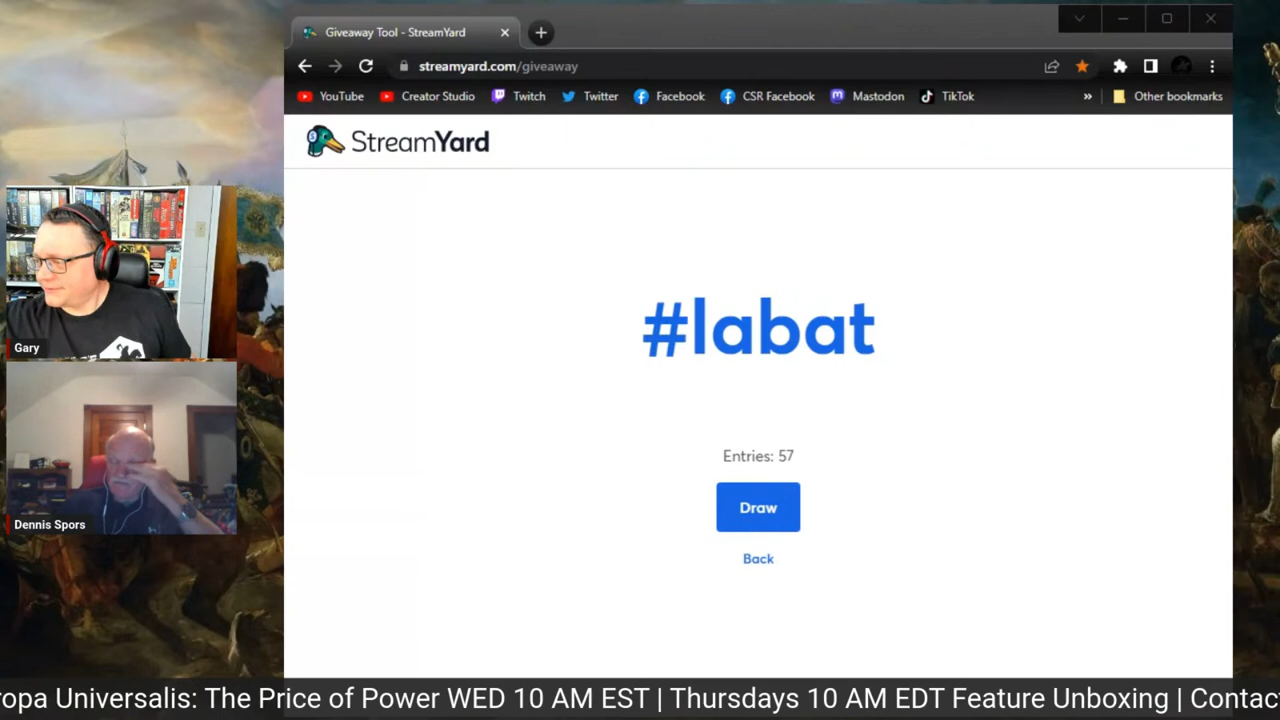 Giveaway Tool - StreamYard
streamyard.com/giveaway
YouTube Creator Studio Twitch Twitter Facebook CSR Facebook Mastodon TikTok » Other bookmarks
StreamYard
#labat
Entries: 57
Draw
Back
Gary
Dennis Spors
ropa Universalis: The Price of Power WED 10 AM EST | Thursdays 10 AM EDT Feature Unboxing | Contac